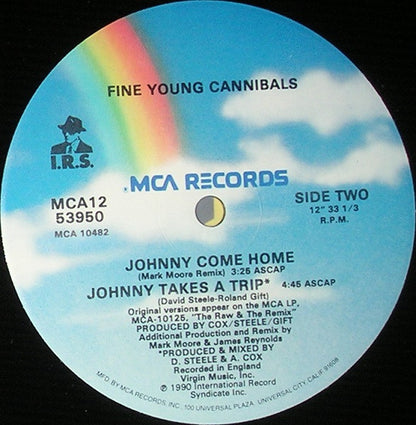 FINE YOUNG CANNIBALS
I.R.S.
MCA RECORDS
MCA12
53950
MCA 10482
SIDE TWO
12" 33 1/3
R.P.M.
JOHNNY COME HOME
(Mark Moore Remix) 3:25 ASCAP
JOHNNY TAKES A TRIP* 4:45 ASCAP
(David Steele-Roland Gift)
Original versions appear on the MCA LP,
MCA-10125, "The Raw & The Remix"
PRODUCED BY COX/STEELE/GIFT
Additional Production and Remix by
Mark Moore & James Reynolds
*PRODUCED & MIXED BY
D. STEELE & A. COX
Recorded in England
Virgin Music, Inc.
℗ 1990 International Record
Syndicate Inc.
MFD. BY MCA RECORDS, INC., 100 UNIVERSAL PLAZA, UNIVERSAL CITY, CALIF. 91608